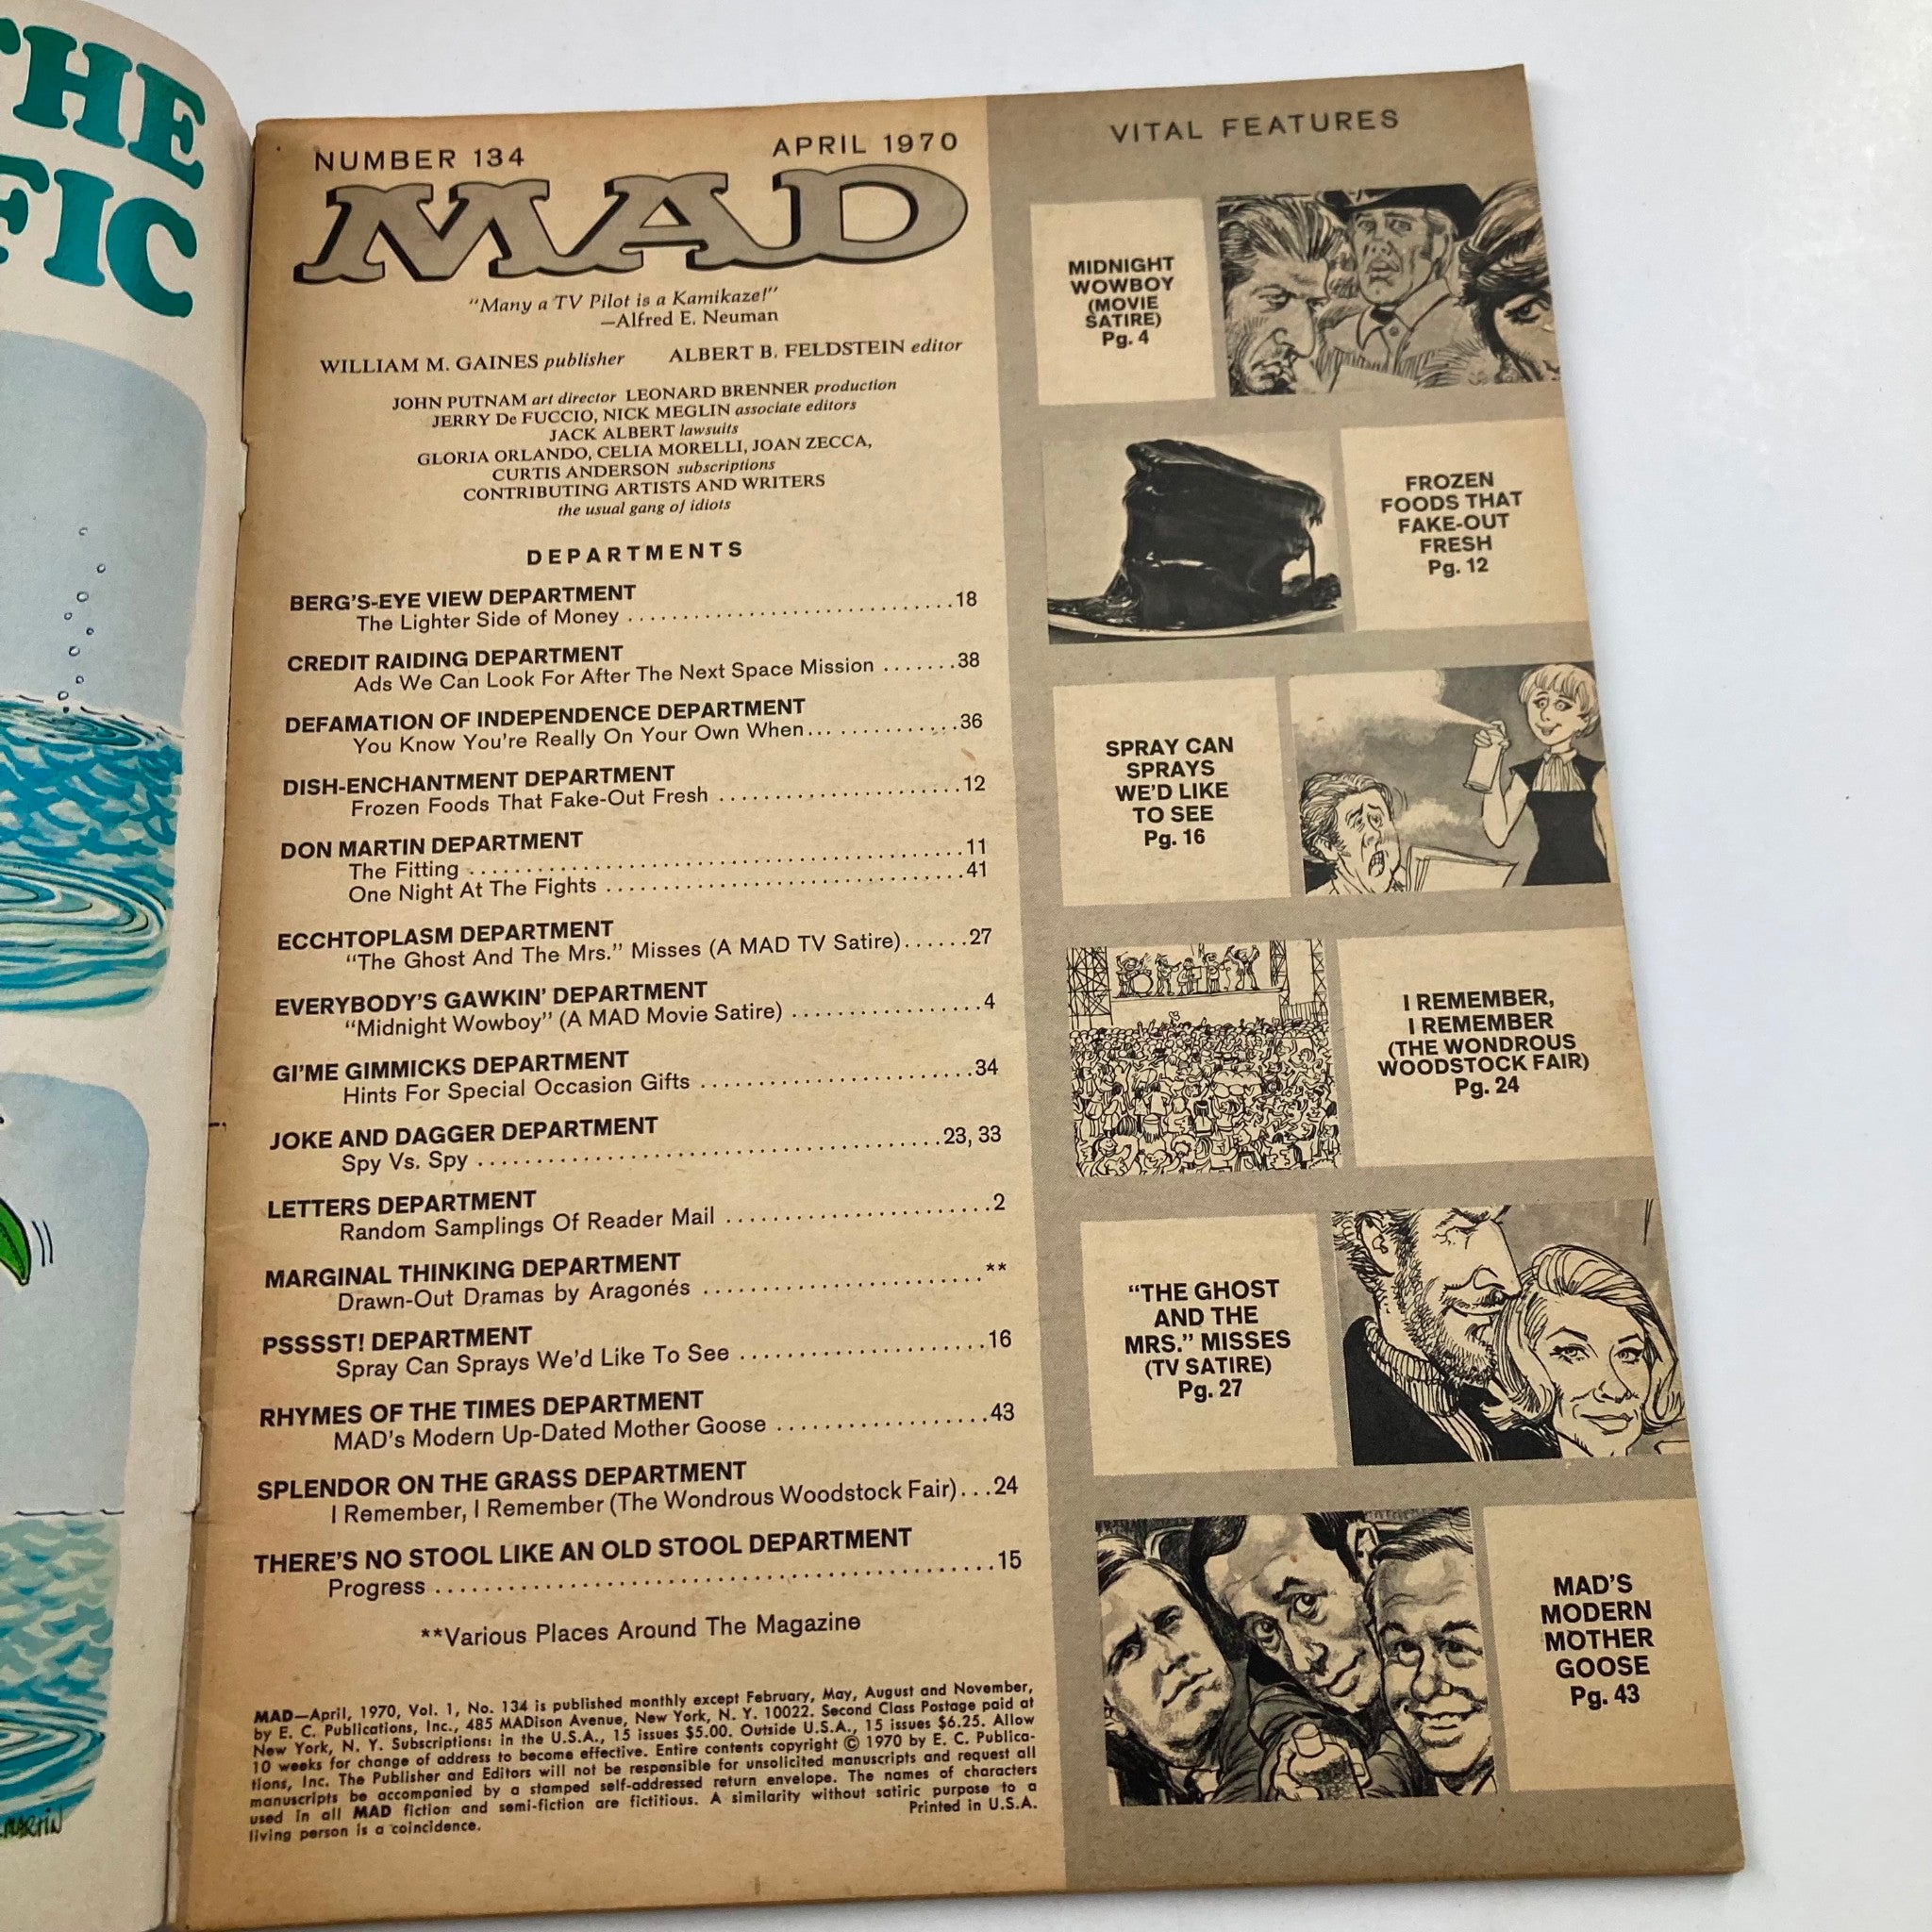 THE
FIC
MARTIN
NUMBER 134
APRIL 1970
MAD
"Many a TV Pilot is a Kamikaze!"
—Alfred E. Neuman
WILLIAM M. GAINES publisher ALBERT B. FELDSTEIN editor
JOHN PUTNAM art director LEONARD BRENNER production
JERRY De FUCCIO, NICK MEGLIN associate editors
JACK ALBERT lawsuits
GLORIA ORLANDO, CELIA MORELLI, JOAN ZECCA,
CURTIS ANDERSON subscriptions
CONTRIBUTING ARTISTS AND WRITERS
the usual gang of idiots
DEPARTMENTS
BERG'S-EYE VIEW DEPARTMENT
The Lighter Side of Money ..........18
CREDIT RAIDING DEPARTMENT
Ads We Can Look For After The Next Space Mission .......38
DEFAMATION OF INDEPENDENCE DEPARTMENT
You Know You're Really On Your Own When... ..........36
DISH-ENCHANTMENT DEPARTMENT
Frozen Foods That Fake-Out Fresh ..........12
DON MARTIN DEPARTMENT
The Fitting ..........11
One Night At The Fights ..........41
ECCHTOPLASM DEPARTMENT
"The Ghost And The Mrs." Misses (A MAD TV Satire)......27
EVERYBODY'S GAWKIN' DEPARTMENT
"Midnight Wowboy" (A MAD Movie Satire) ..........4
GI'ME GIMMICKS DEPARTMENT
Hints For Special Occasion Gifts ..........34
JOKE AND DAGGER DEPARTMENT
Spy Vs. Spy ..........23, 33
LETTERS DEPARTMENT
Random Samplings Of Reader Mail ..........2
MARGINAL THINKING DEPARTMENT
Drawn-Out Dramas by Aragonés ..........**
PSSSST! DEPARTMENT
Spray Can Sprays We'd Like To See ..........16
RHYMES OF THE TIMES DEPARTMENT
MAD's Modern Up-Dated Mother Goose ..........43
SPLENDOR ON THE GRASS DEPARTMENT
I Remember, I Remember (The Wondrous Woodstock Fair)...24
THERE'S NO STOOL LIKE AN OLD STOOL DEPARTMENT
Progress ..........15
**Various Places Around The Magazine
MAD—April, 1970, Vol. 1, No. 134 is published monthly except February, May, August and November,
by E. C. Publications, Inc., 485 MADison Avenue, New York, N. Y. 10022. Second Class Postage paid at
New York, N. Y. Subscriptions: in the U.S.A., 15 issues $5.00. Outside U.S.A., 15 issues $6.25. Allow
10 weeks for change of address to become effective. Entire contents copyright © 1970 by E. C. Publica-
tions, Inc. The Publisher and Editors will not be responsible for unsolicited manuscripts and request all
manuscripts be accompanied by a stamped self-addressed return envelope. The names of characters
used in all MAD fiction and semi-fiction are fictitious. A similarity without satiric purpose to a
living person is a coincidence. Printed in U.S.A.
VITAL FEATURES
MIDNIGHT
WOWBOY
(MOVIE
SATIRE)
Pg. 4
FROZEN
FOODS THAT
FAKE-OUT
FRESH
Pg. 12
SPRAY CAN
SPRAYS
WE'D LIKE
TO SEE
Pg. 16
I REMEMBER,
I REMEMBER
(THE WONDROUS
WOODSTOCK FAIR)
Pg. 24
"THE GHOST
AND THE
MRS." MISSES
(TV SATIRE)
Pg. 27
MAD'S
MODERN
MOTHER
GOOSE
Pg. 43